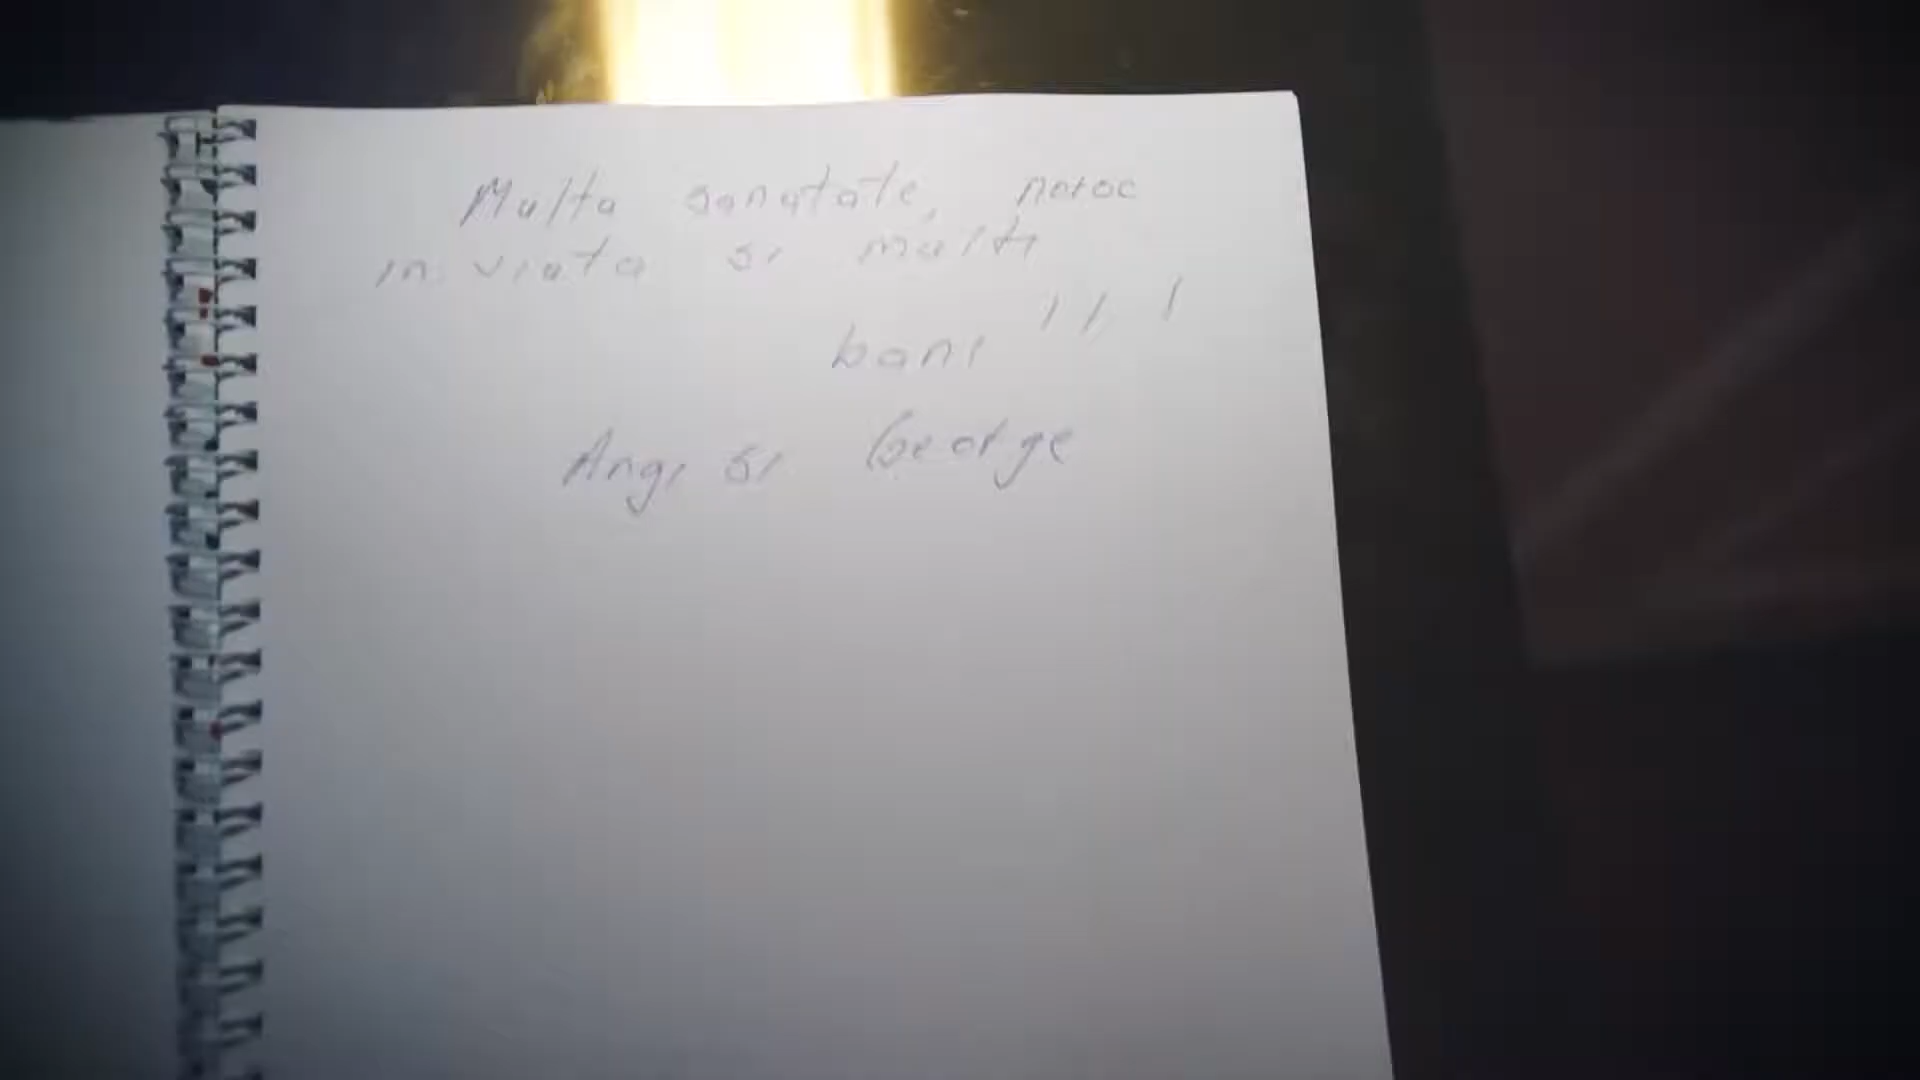 Multa sanatate, noroc
in viata si multi
bani !!!
Angi si George